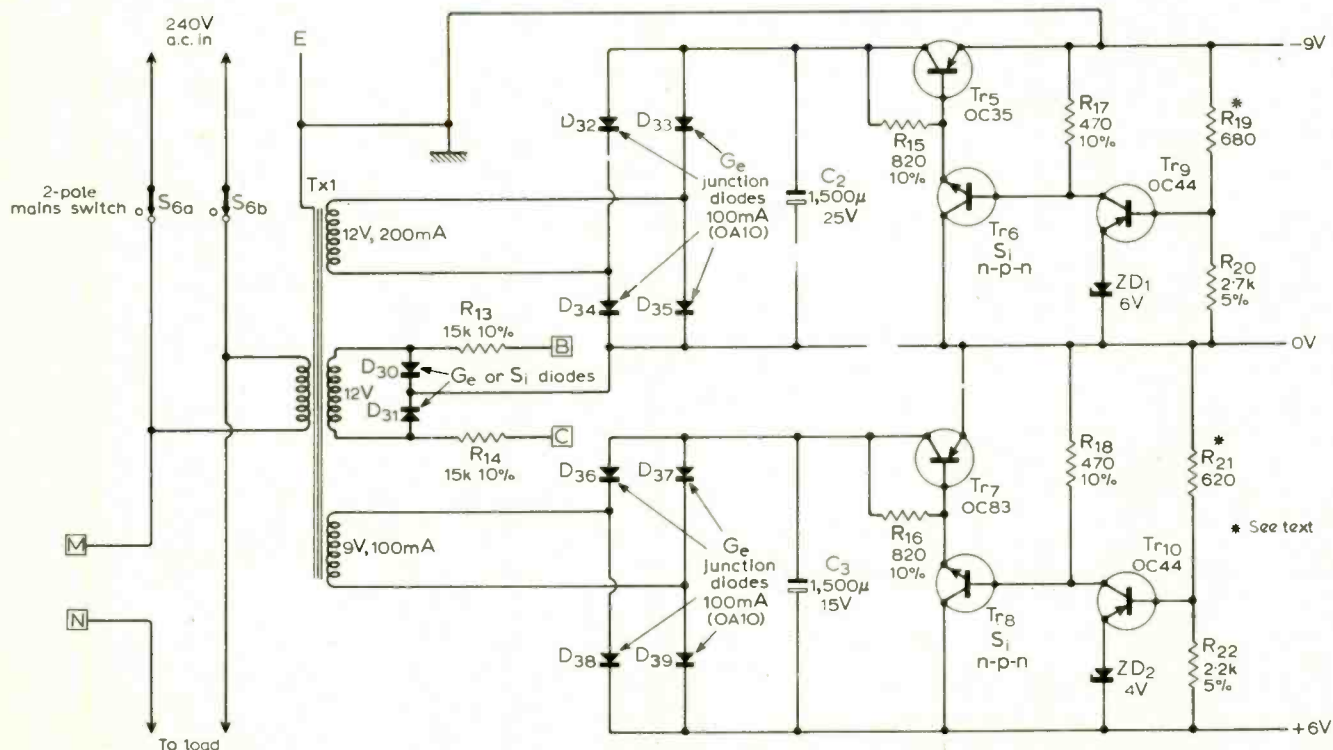 240V
a.c. in
E
−9V
2-pole
mains switch
S6a
S6b
Tx1
12V, 200mA
D32
D33
Ge
junction
diodes
100mA
(OA10)
D34
D35
C2
1,500μ
25V
R15
820
10%
Tr5
OC35
Tr6
Si
n-p-n
R17
470
10%
Tr9
OC44
ZD1
6V
*
R19
680
R20
2·7k
5%
R13
15k 10%
B
D30
Ge or Si diodes
12V
D31
C
R14
15k 10%
0V
9V, 100mA
D36
D37
Ge
junction
diodes
100mA
(OA10)
D38
D39
C3
1,500μ
15V
R16
820
10%
Tr7
OC83
Tr8
Si
n-p-n
R18
470
10%
Tr10
OC44
ZD2
4V
*
R21
620
* See text
R22
2·2k
5%
M
N
To load
+6V